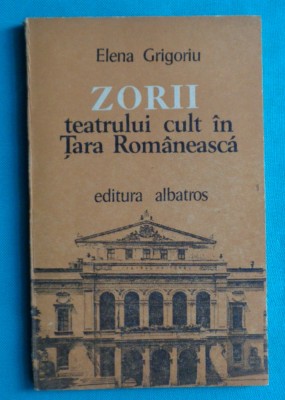 Elena Grigoriu
ZORII
teatrului cult în
Țara Românească
editura albatros